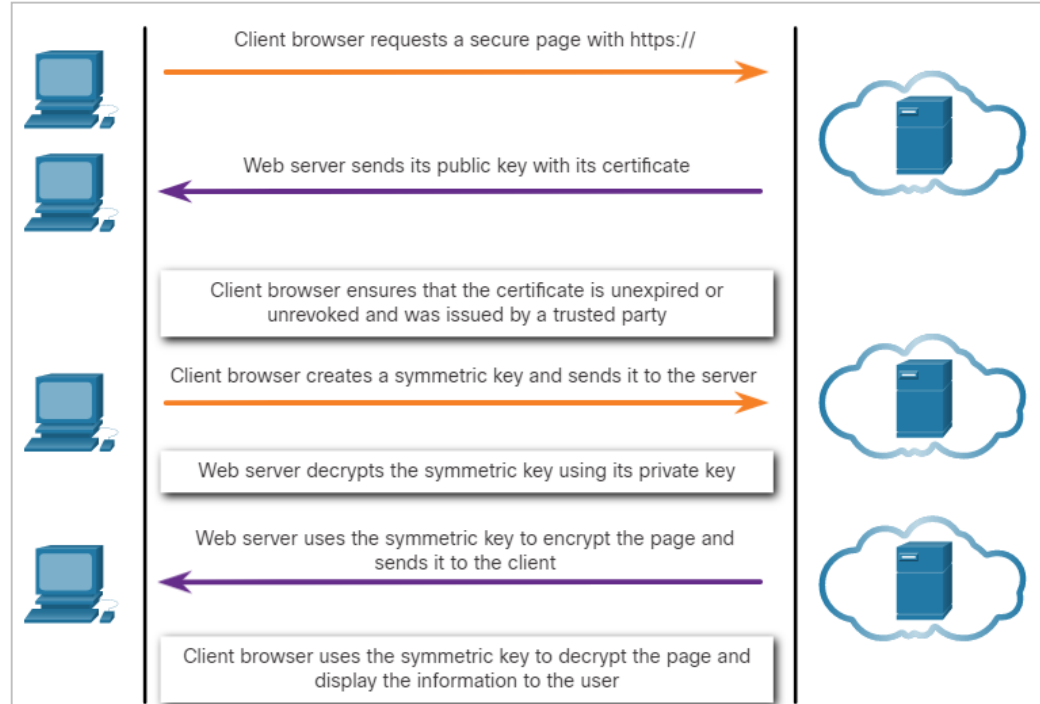 Client browser requests a secure page with https://
Web server sends its public key with its certificate
Client browser ensures that the certificate is unexpired or
unrevoked and was issued by a trusted party
Client browser creates a symmetric key and sends it to the server
Web server decrypts the symmetric key using its private key
Web server uses the symmetric key to encrypt the page and
sends it to the client
Client browser uses the symmetric key to decrypt the page and
display the information to the user